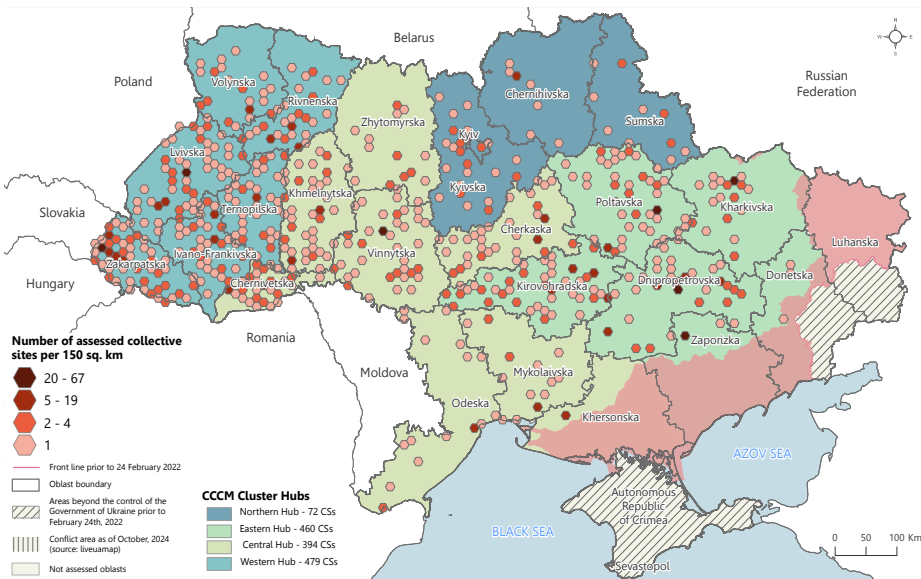 Belarus
Poland
Russian
Federation
Volynska
Rivnenska
Chernihivska
Sumska
Zhytomyrska
Kyiv
Lvivska
Kyivska
Khmelnytska
Ternopilska
Poltavska
Kharkivska
Slovakia
Cherkaska
Luhanska
Zakarpatska
Ivano-Frankivska
Vinnytska
Hungary
Chernivetska
Kirovohradska
Dnipropetrovska
Donetska
Romania
Zaporizka
Moldova
Mykolaivska
Odeska
Khersonska
AZOV SEA
Autonomous
Republic
of Crimea
BLACK SEA
Sevastopol
N
W
E
S
Number of assessed collective
sites per 150 sq. km
20 - 67
5 - 19
2 - 4
1
Front line prior to 24 February 2022
Oblast boundary
Areas beyond the control of the
Government of Ukraine prior to
February 24th, 2022
Conflict area as of October, 2024
(source: liveuamap)
Not assessed oblasts
CCCM Cluster Hubs
Northern Hub - 72 CSs
Eastern Hub - 460 CSs
Central Hub - 394 CSs
Western Hub - 479 CSs
0 50 100 Km